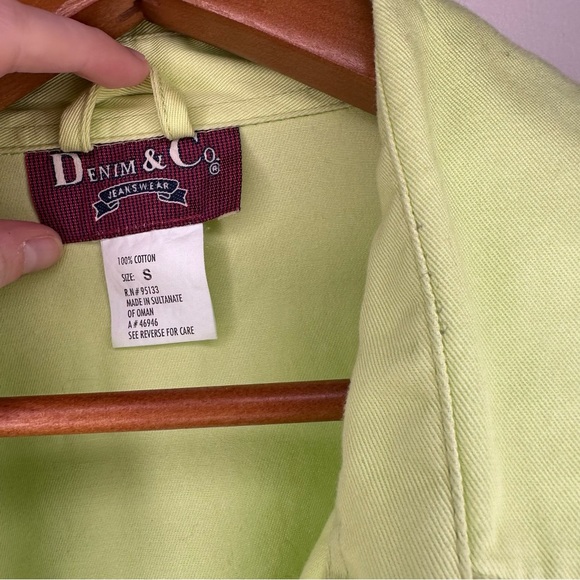 DENIM & CO.®
JEANSWEAR
100% COTTON
SIZE: S
R.N# 95133
MADE IN SULTANATE
OF OMAN
A# 46946
SEE REVERSE FOR CARE